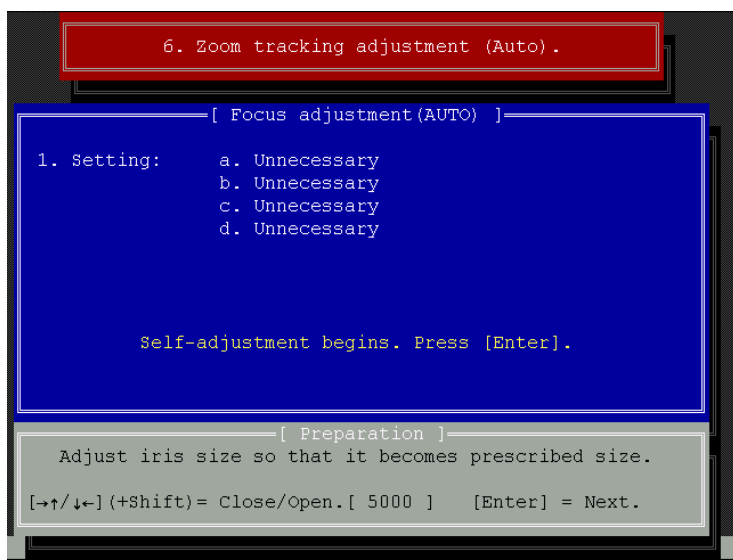 6. Zoom tracking adjustment (Auto).
[ Focus adjustment(AUTO) ]
1. Setting: a. Unnecessary
b. Unnecessary
c. Unnecessary
d. Unnecessary
Self-adjustment begins. Press [Enter].
[ Preparation ]
Adjust iris size so that it becomes prescribed size.
[→↑/↓←](+Shift)= Close/Open.[ 5000 ] [Enter] = Next.